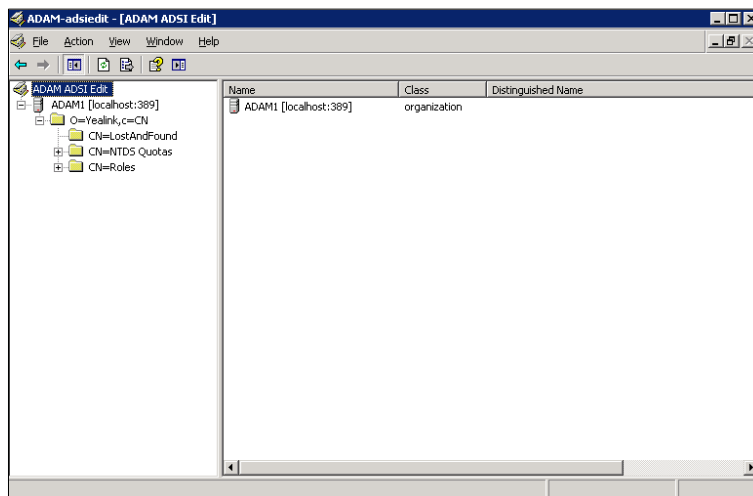 ADAM-adsiedit - [ADAM ADSI Edit]
File Action View Window Help
ADAM ADSI Edit
ADAM1 [localhost:389]
O=Yealink,c=CN
CN=LostAndFound
CN=NTDS Quotas
CN=Roles
Name Class Distinguished Name
ADAM1 [localhost:389] organization